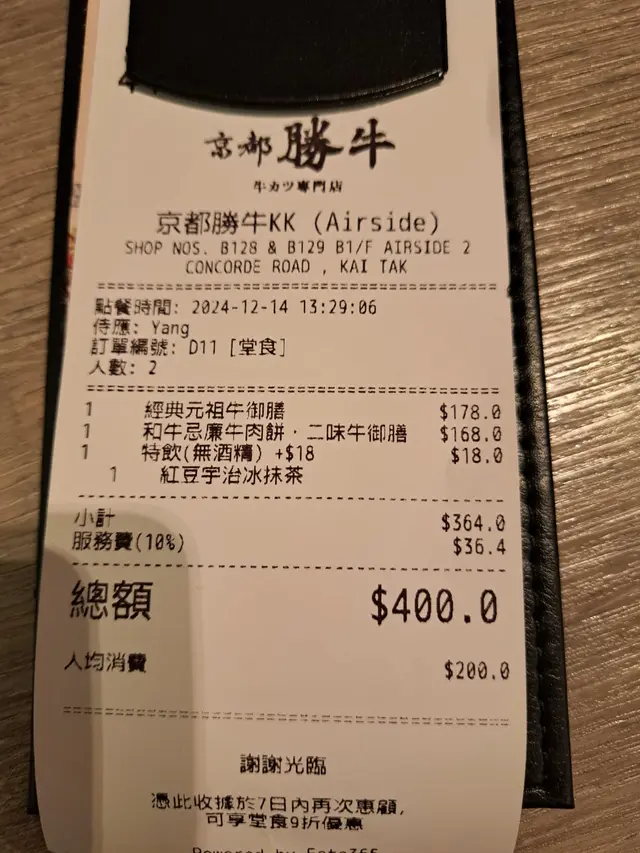 京都勝牛
牛カツ專門店
京都勝牛KK (Airside)
SHOP NOS. B128 & B129 B1/F AIRSIDE 2
CONCORDE ROAD , KAI TAK
點餐時間: 2024-12-14 13:29:06
侍應: Yang
訂單編號: D11 [堂食]
人數: 2
1 經典元祖牛御膳 $178.0
1 和牛忌廉牛肉餅．二味牛御膳 $168.0
1 特飲(無酒精) +$18 $18.0
1 紅豆宇治冰抹茶
小計 $364.0
服務費(10%) $36.4
總額 $400.0
人均消費 $200.0
謝謝光臨
憑此收據於7日內再次惠顧,
可享堂食9折優惠
Powered by Eats365